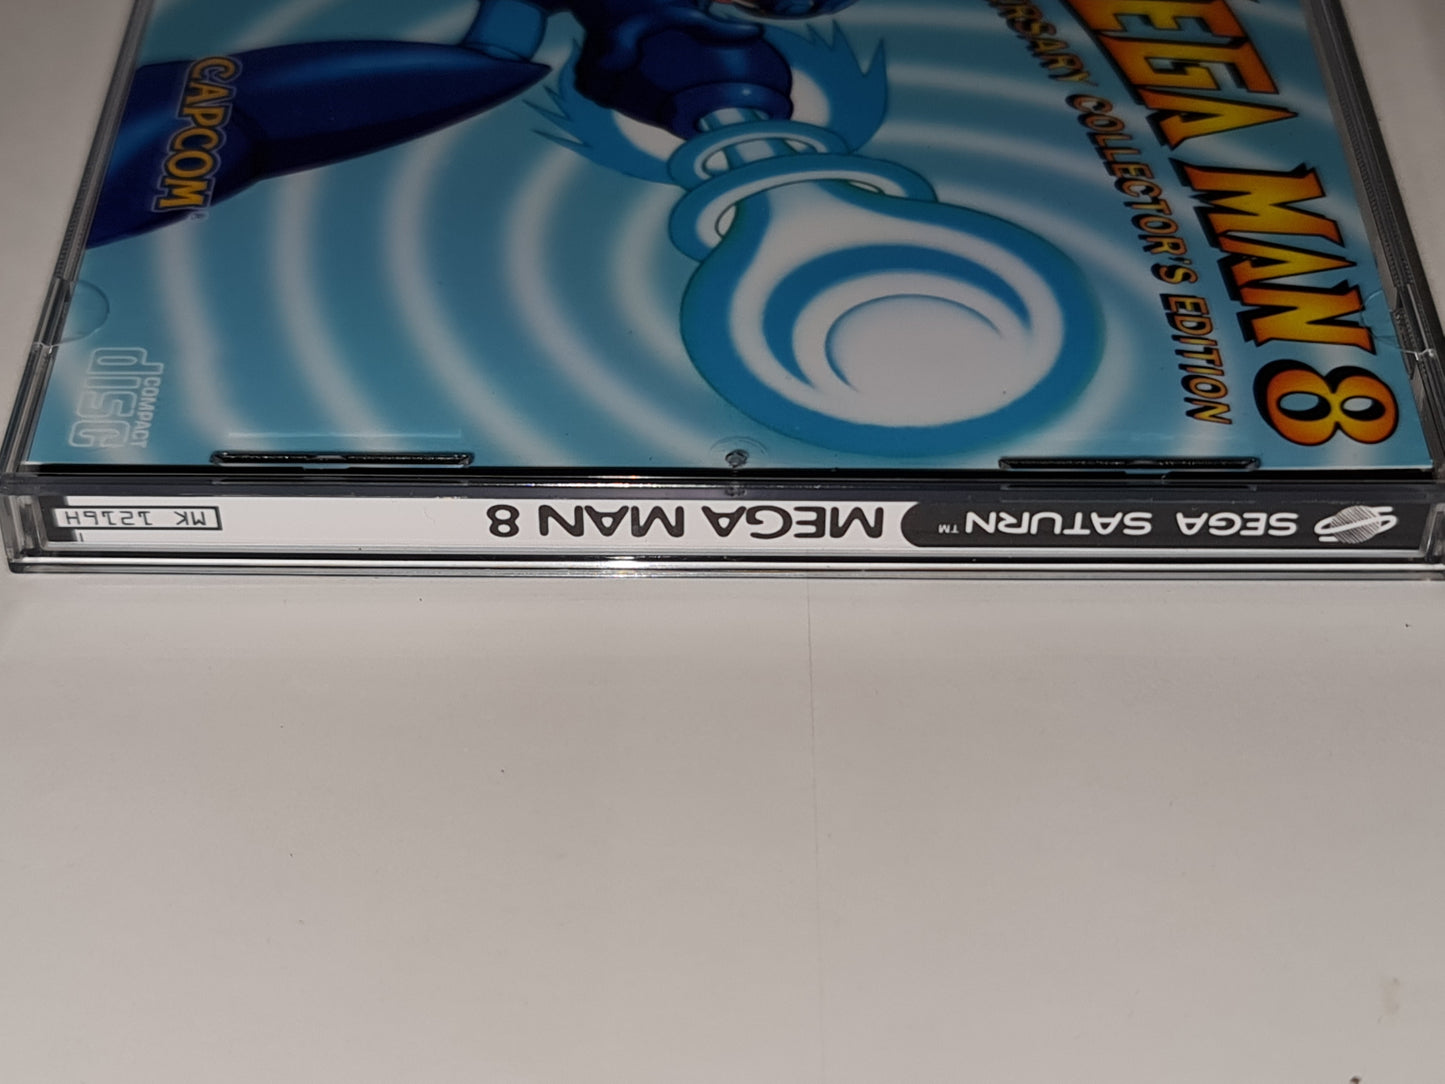 MEGA MAN 8
COLLECTOR'S EDITION
CAPCOM
COMPACT
disc
SEGA SATURN™
MEGA MAN 8
MK 1216H